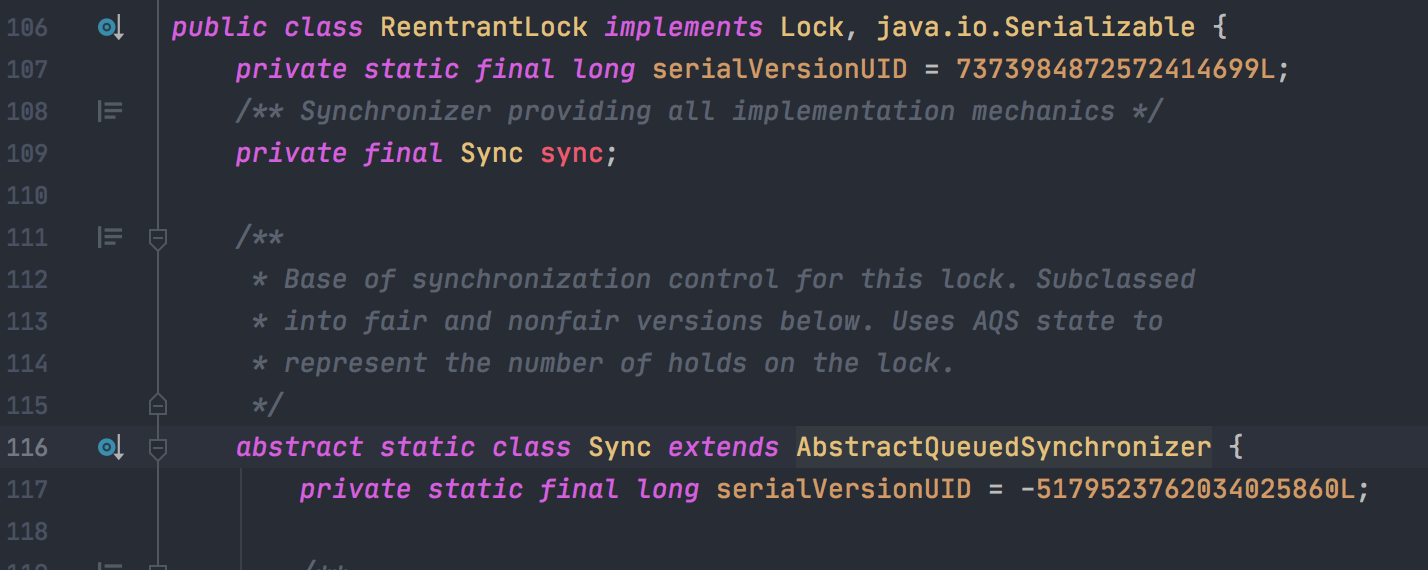 106 public class ReentrantLock implements Lock, java.io.Serializable {
107 private static final long serialVersionUID = 7373984872572414699L;
108 /** Synchronizer providing all implementation mechanics */
109 private final Sync sync;
110
111 /**
112 * Base of synchronization control for this lock. Subclassed
113 * into fair and nonfair versions below. Uses AQS state to
114 * represent the number of holds on the lock.
115 */
116 abstract static class Sync extends AbstractQueuedSynchronizer {
117 private static final long serialVersionUID = -5179523762034025860L;
118